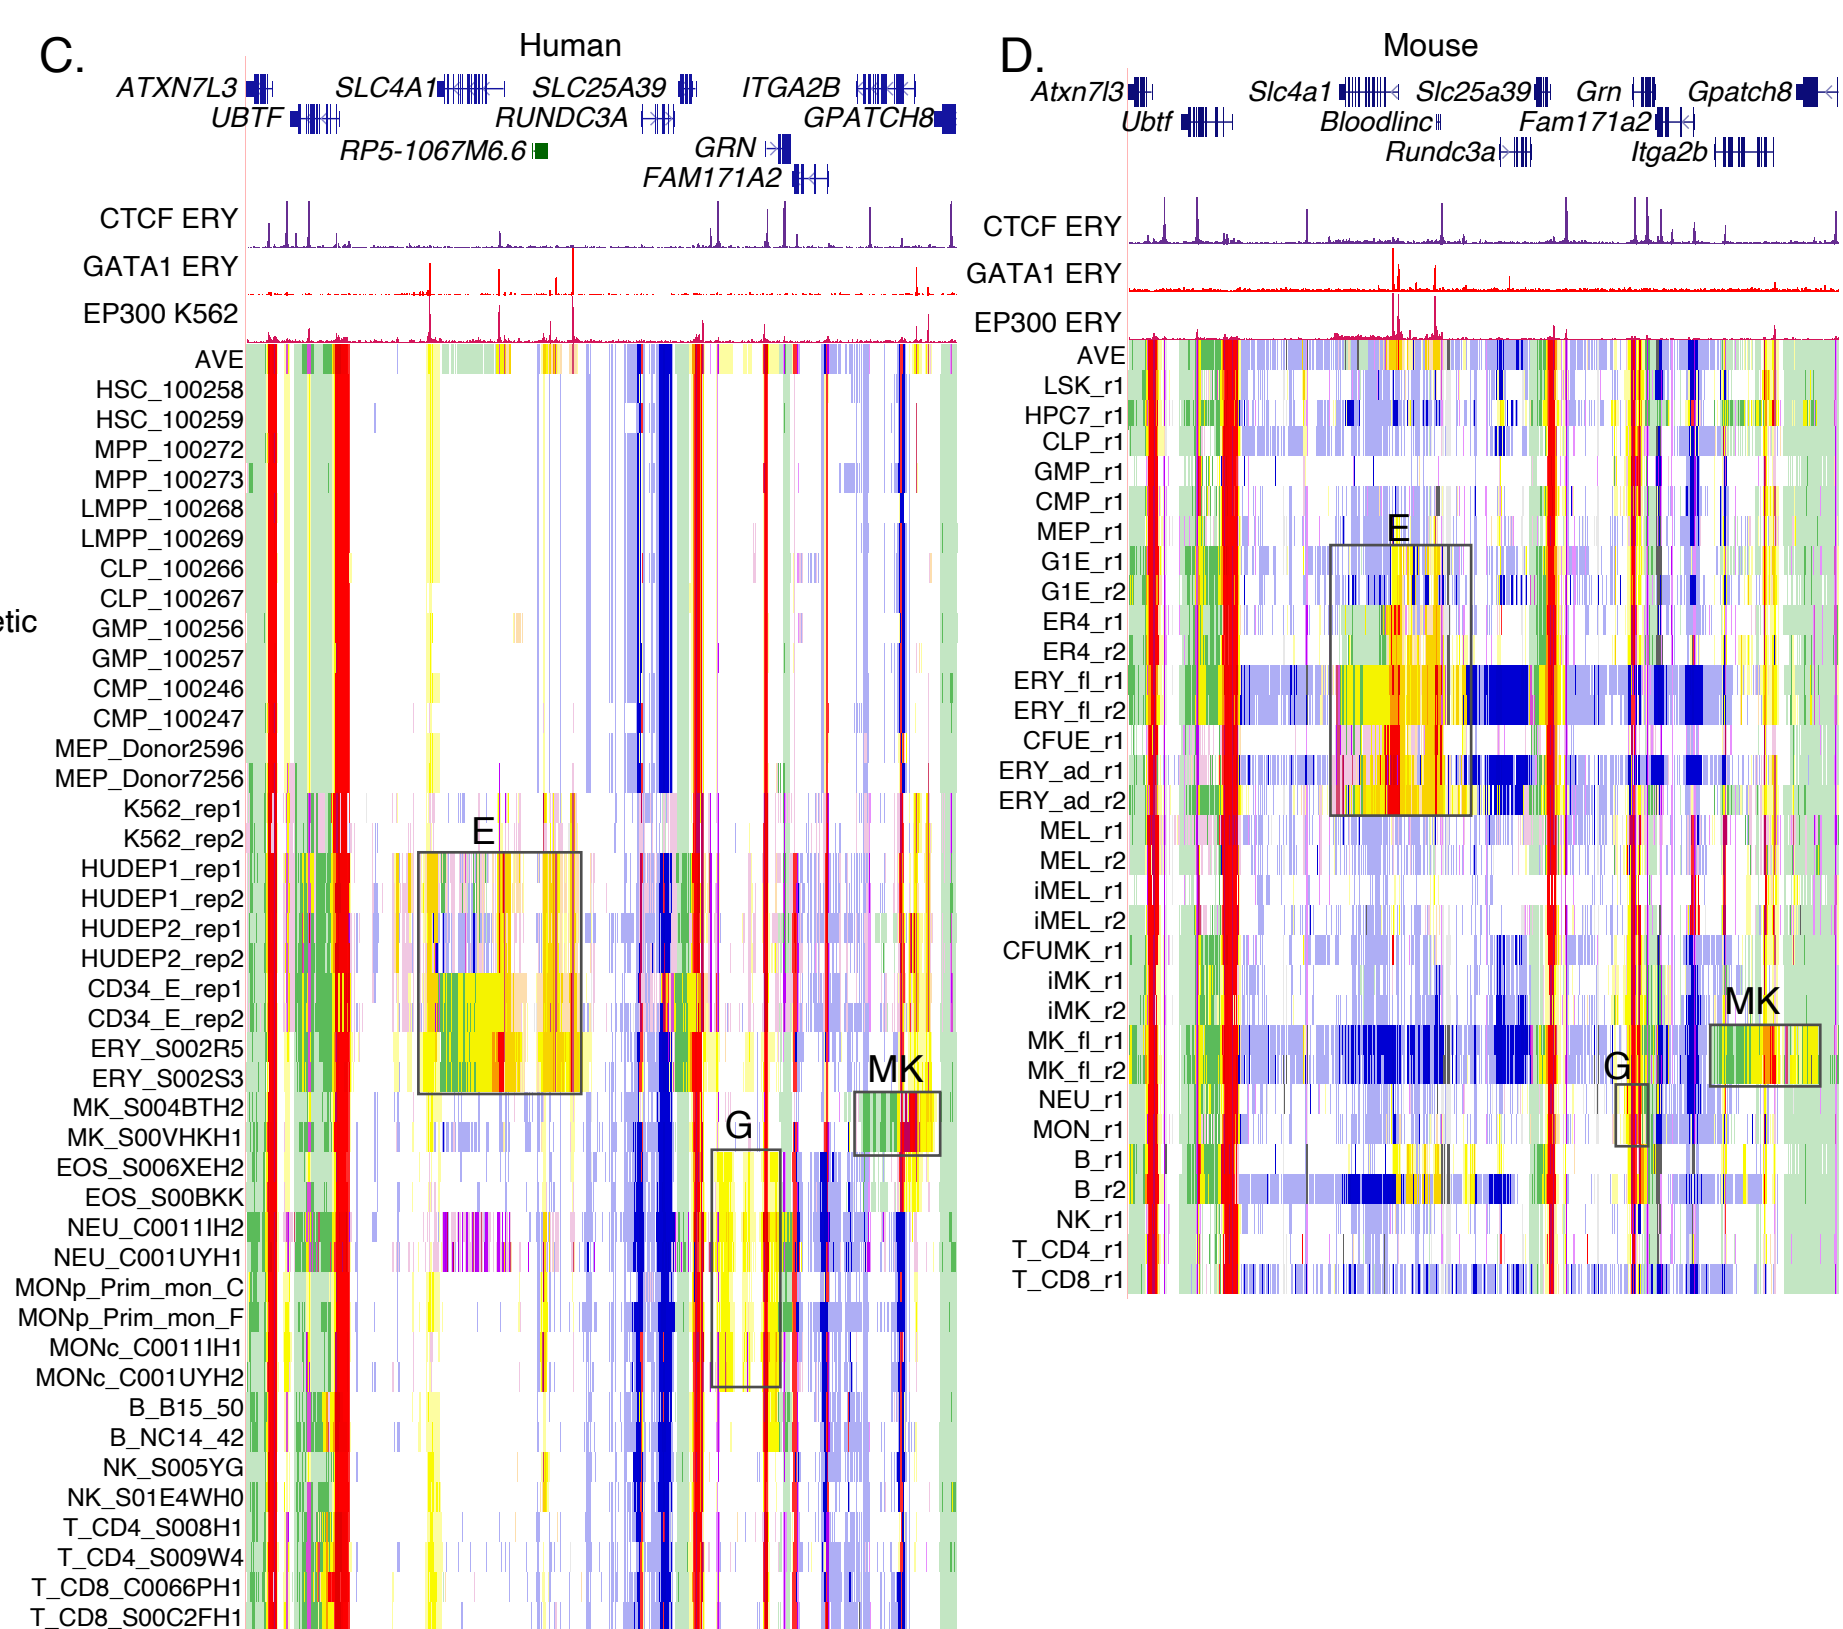 C.
Human
ATXN7L3
SLC4A1
SLC25A39
ITGA2B
UBTF
RUNDC3A
GPATCH8
RP5-1067M6.6
GRN
FAM171A2
CTCF ERY
GATA1 ERY
EP300 K562
AVE
HSC_100258
HSC_100259
MPP_100272
MPP_100273
LMPP_100268
LMPP_100269
CLP_100266
CLP_100267
etic
GMP_100256
GMP_100257
CMP_100246
CMP_100247
MEP_Donor2596
MEP_Donor7256
K562_rep1
K562_rep2
E
HUDEP1_rep1
HUDEP1_rep2
HUDEP2_rep1
HUDEP2_rep2
CD34_E_rep1
CD34_E_rep2
ERY_S002R5
ERY_S002S3
MK
MK_S004BTH2
MK_S00VHKH1
G
EOS_S006XEH2
EOS_S00BKK
NEU_C0011IH2
NEU_C001UYH1
MONp_Prim_mon_C
MONp_Prim_mon_F
MONc_C0011IH1
MONc_C001UYH2
B_B15_50
B_NC14_42
NK_S005YG
NK_S01E4WH0
T_CD4_S008H1
T_CD4_S009W4
T_CD8_C0066PH1
T_CD8_S00C2FH1
D.
Mouse
Atxn7l3
Slc4a1
Slc25a39
Grn
Gpatch8
Ubtf
Bloodlinc
Fam171a2
Rundc3a
Itga2b
CTCF ERY
GATA1 ERY
EP300 ERY
AVE
LSK_r1
HPC7_r1
CLP_r1
GMP_r1
CMP_r1
MEP_r1
E
G1E_r1
G1E_r2
ER4_r1
ER4_r2
ERY_fl_r1
ERY_fl_r2
CFUE_r1
ERY_ad_r1
ERY_ad_r2
MEL_r1
MEL_r2
iMEL_r1
iMEL_r2
CFUMK_r1
iMK_r1
iMK_r2
MK
MK_fl_r1
MK_fl_r2
G
NEU_r1
MON_r1
B_r1
B_r2
NK_r1
T_CD4_r1
T_CD8_r1